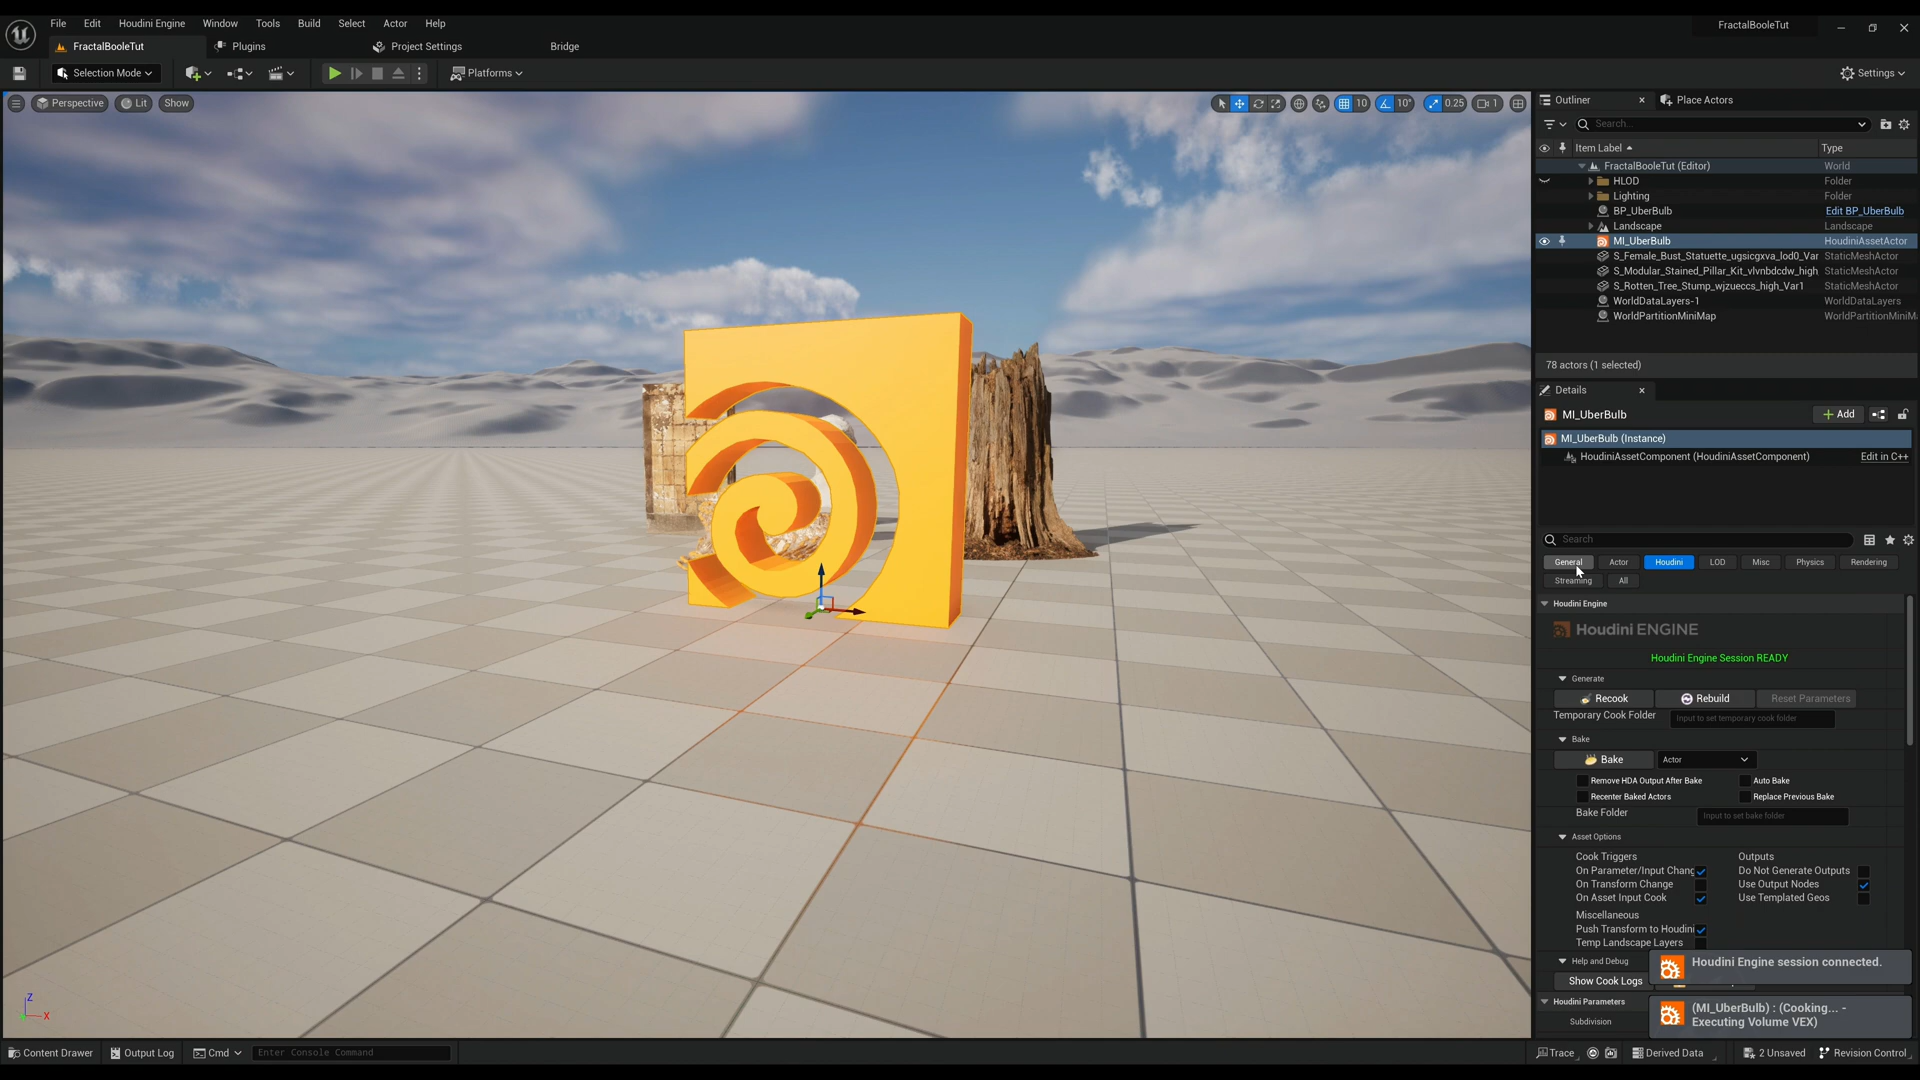 File Edit Houdini Engine Window Tools Build Select Actor Help
FractalBooleTut
FractalBooleTut Plugins Project Settings Bridge
Selection Mode Platforms Settings
Perspective Lit Show 10 10° 0.25 1
Outliner Place Actors
Search...
Item Label Type
FractalBooleTut (Editor) World
HLOD Folder
Lighting Folder
BP_UberBulb Edit BP_UberBulb
Landscape Landscape
MI_UberBulb HoudiniAssetActor
S_Female_Bust_Statuette_ugsicgxva_lod0_Var StaticMeshActor
S_Modular_Stained_Pillar_Kit_vlvnbdcdw_high StaticMeshActor
S_Rotten_Tree_Stump_wjzueccs_high_Var1 StaticMeshActor
WorldDataLayers-1 WorldDataLayers
WorldPartitionMiniMap WorldPartitionMiniM
78 actors (1 selected)
Details
MI_UberBulb Add
MI_UberBulb (Instance)
HoudiniAssetComponent (HoudiniAssetComponent) Edit in C++
Search
General Actor Houdini LOD Misc Physics Rendering
Streaming All
Houdini Engine
Houdini ENGINE
Houdini Engine Session READY
Generate
Recook Rebuild Reset Parameters
Temporary Cook Folder Input to set temporary cook folder
Bake
Bake Actor
Remove HDA Output After Bake Auto Bake
Recenter Baked Actors Replace Previous Bake
Bake Folder Input to set bake folder
Asset Options
Cook Triggers Outputs
On Parameter/Input Chang Do Not Generate Outputs
On Transform Change Use Output Nodes
On Asset Input Cook Use Templated Geos
Miscellaneous
Push Transform to Houdini
Temp Landscape Layers
Help and Debug
Houdini Engine session connected.
Show Cook Logs
Houdini Parameters
(MI_UberBulb) : (Cooking... -
Executing Volume VEX)
Subdivision
Z
X
Content Drawer Output Log Cmd Enter Console Command Trace Derived Data 2 Unsaved Revision Control